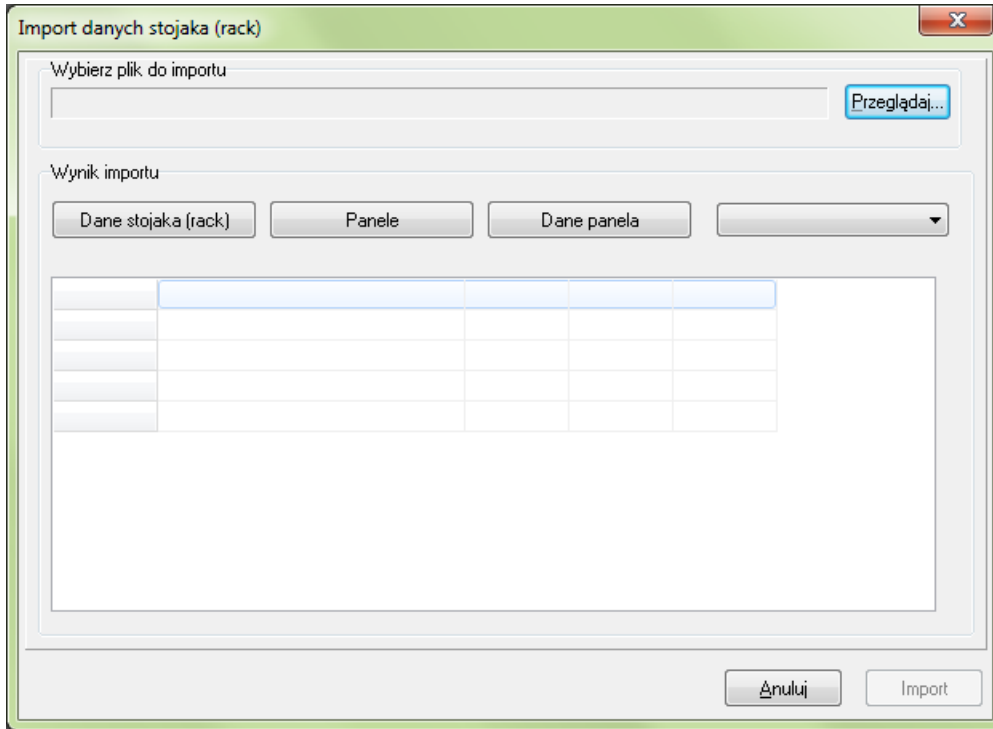 Import danych stojaka (rack)
Wybierz plik do importu
Przeglądaj...
Wynik importu
Dane stojaka (rack) Panele Dane panela
Anuluj Import